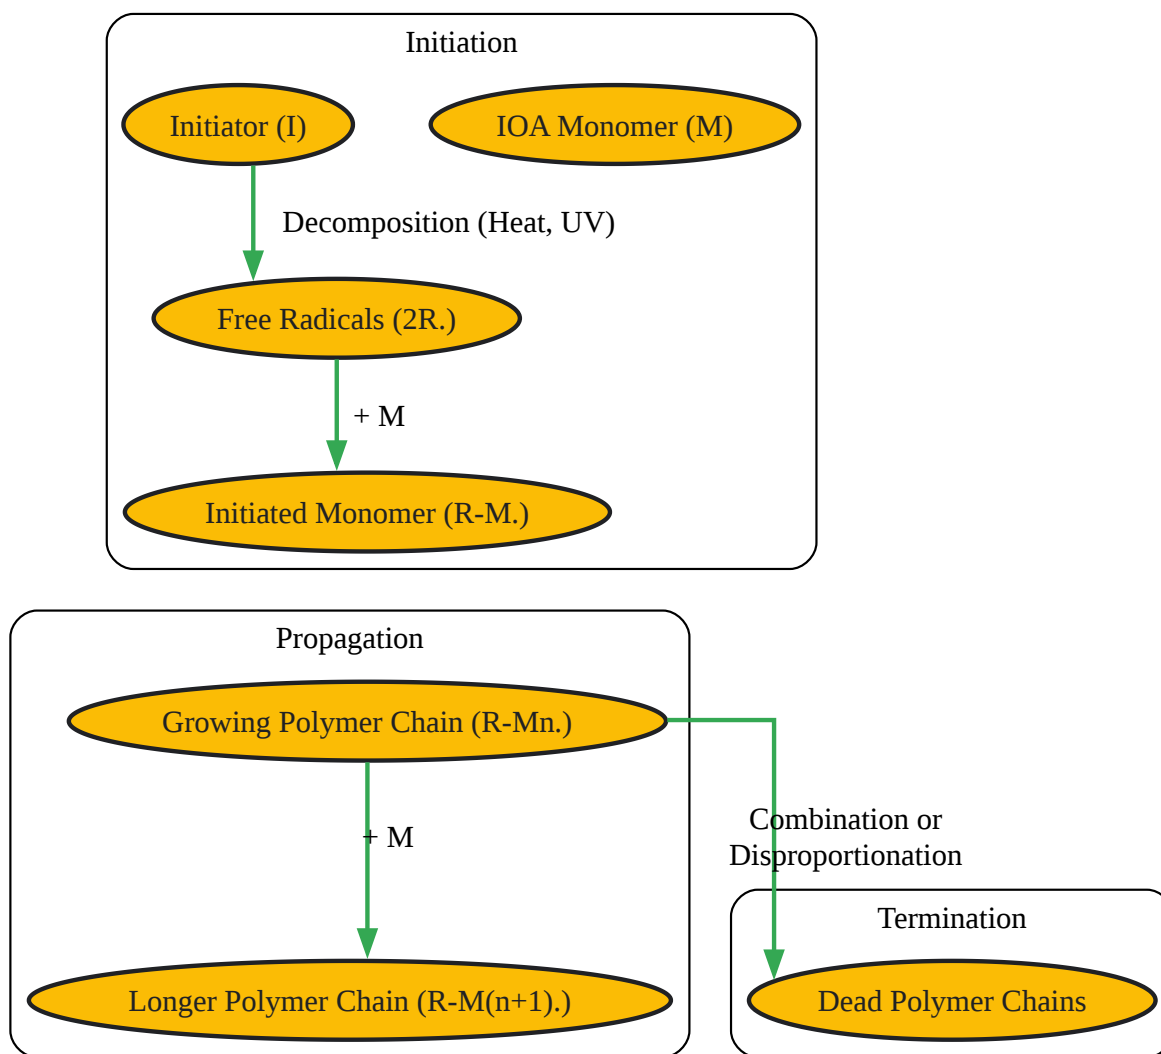 Initiation
Initiator (I)
IOA Monomer (M)
Decomposition (Heat, UV)
Free Radicals (2R.)
+ M
Initiated Monomer (R-M.)
Propagation
Growing Polymer Chain (R-Mn.)
+ M
Combination or
Disproportionation
Termination
Longer Polymer Chain (R-M(n+1).)
Dead Polymer Chains